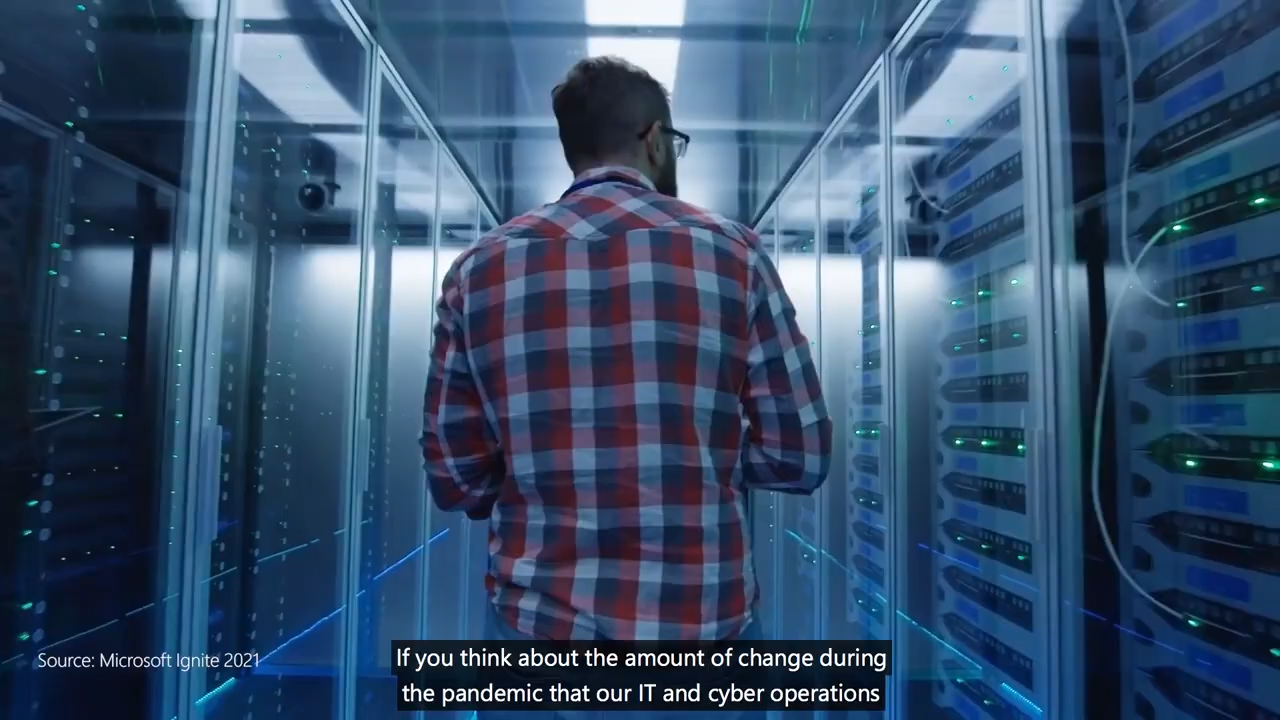 Source: Microsoft Ignite 2021
If you think about the amount of change during
the pandemic that our IT and cyber operations